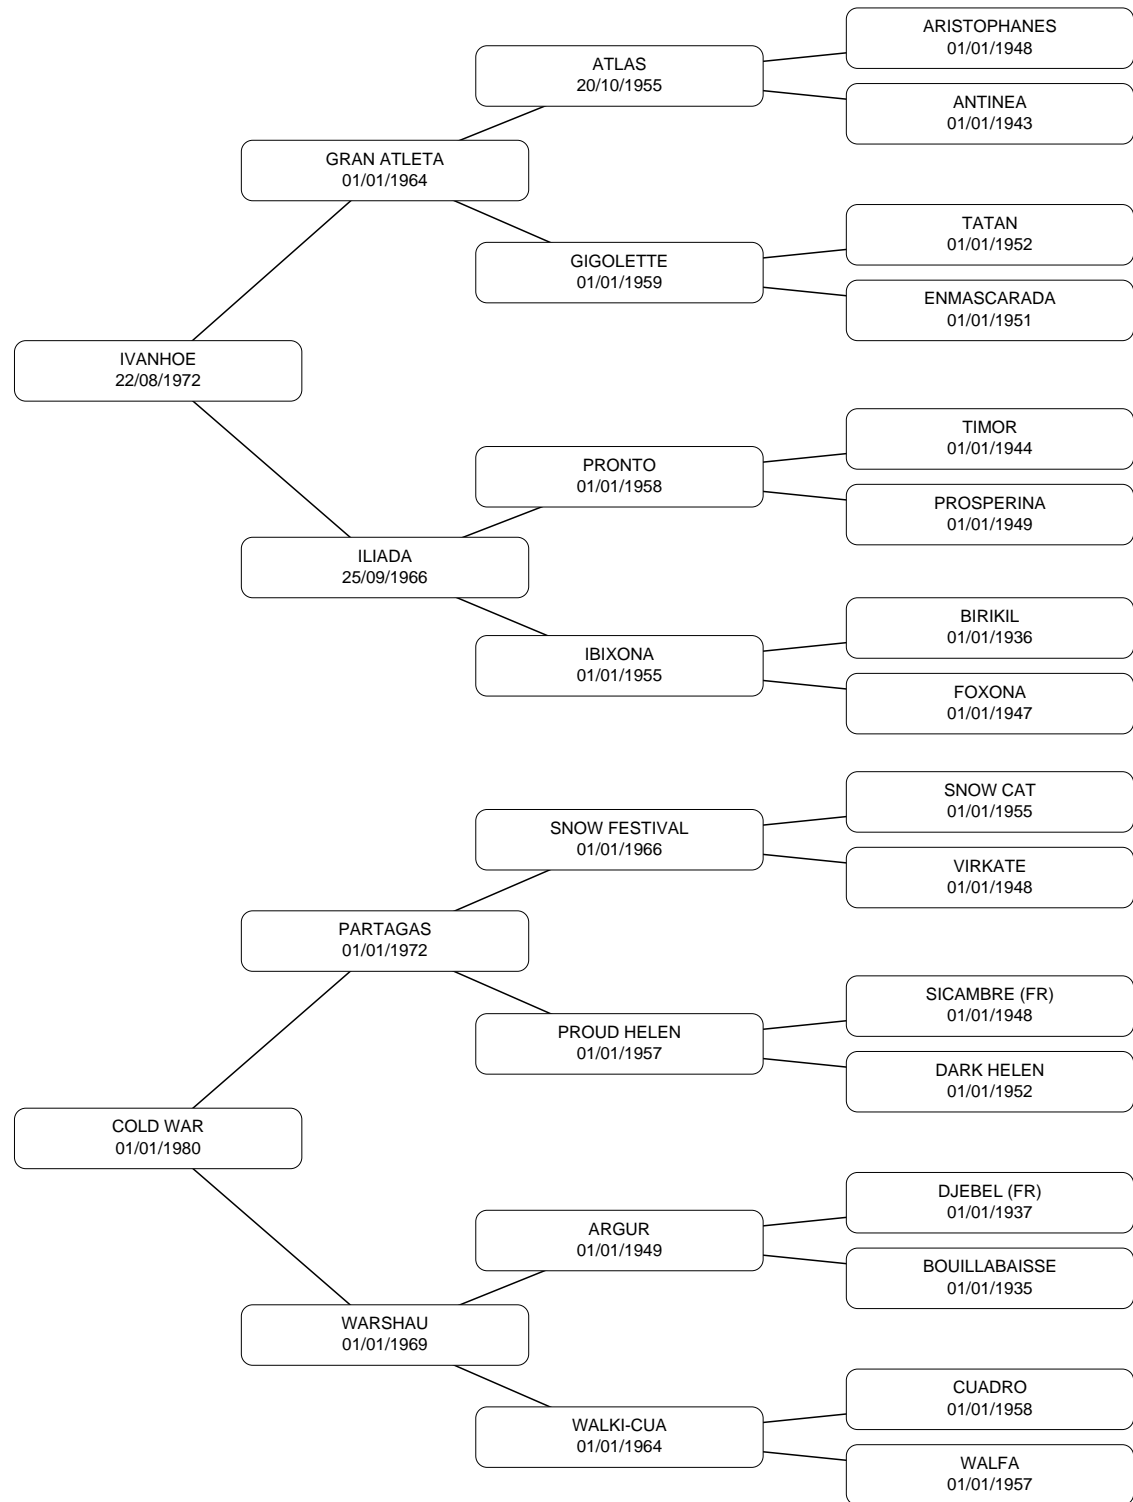 ARISTOPHANES
01/01/1948
ATLAS
20/10/1955
ANTINEA
01/01/1943
GRAN ATLETA
01/01/1964
TATAN
01/01/1952
GIGOLETTE
01/01/1959
ENMASCARADA
01/01/1951
IVANHOE
22/08/1972
TIMOR
01/01/1944
PRONTO
01/01/1958
PROSPERINA
01/01/1949
ILIADA
25/09/1966
BIRIKIL
01/01/1936
IBIXONA
01/01/1955
FOXONA
01/01/1947
SNOW CAT
01/01/1955
SNOW FESTIVAL
01/01/1966
VIRKATE
01/01/1948
PARTAGAS
01/01/1972
SICAMBRE (FR)
01/01/1948
PROUD HELEN
01/01/1957
DARK HELEN
01/01/1952
COLD WAR
01/01/1980
DJEBEL (FR)
01/01/1937
ARGUR
01/01/1949
BOUILLABAISSE
01/01/1935
WARSHAU
01/01/1969
CUADRO
01/01/1958
WALKI-CUA
01/01/1964
WALFA
01/01/1957